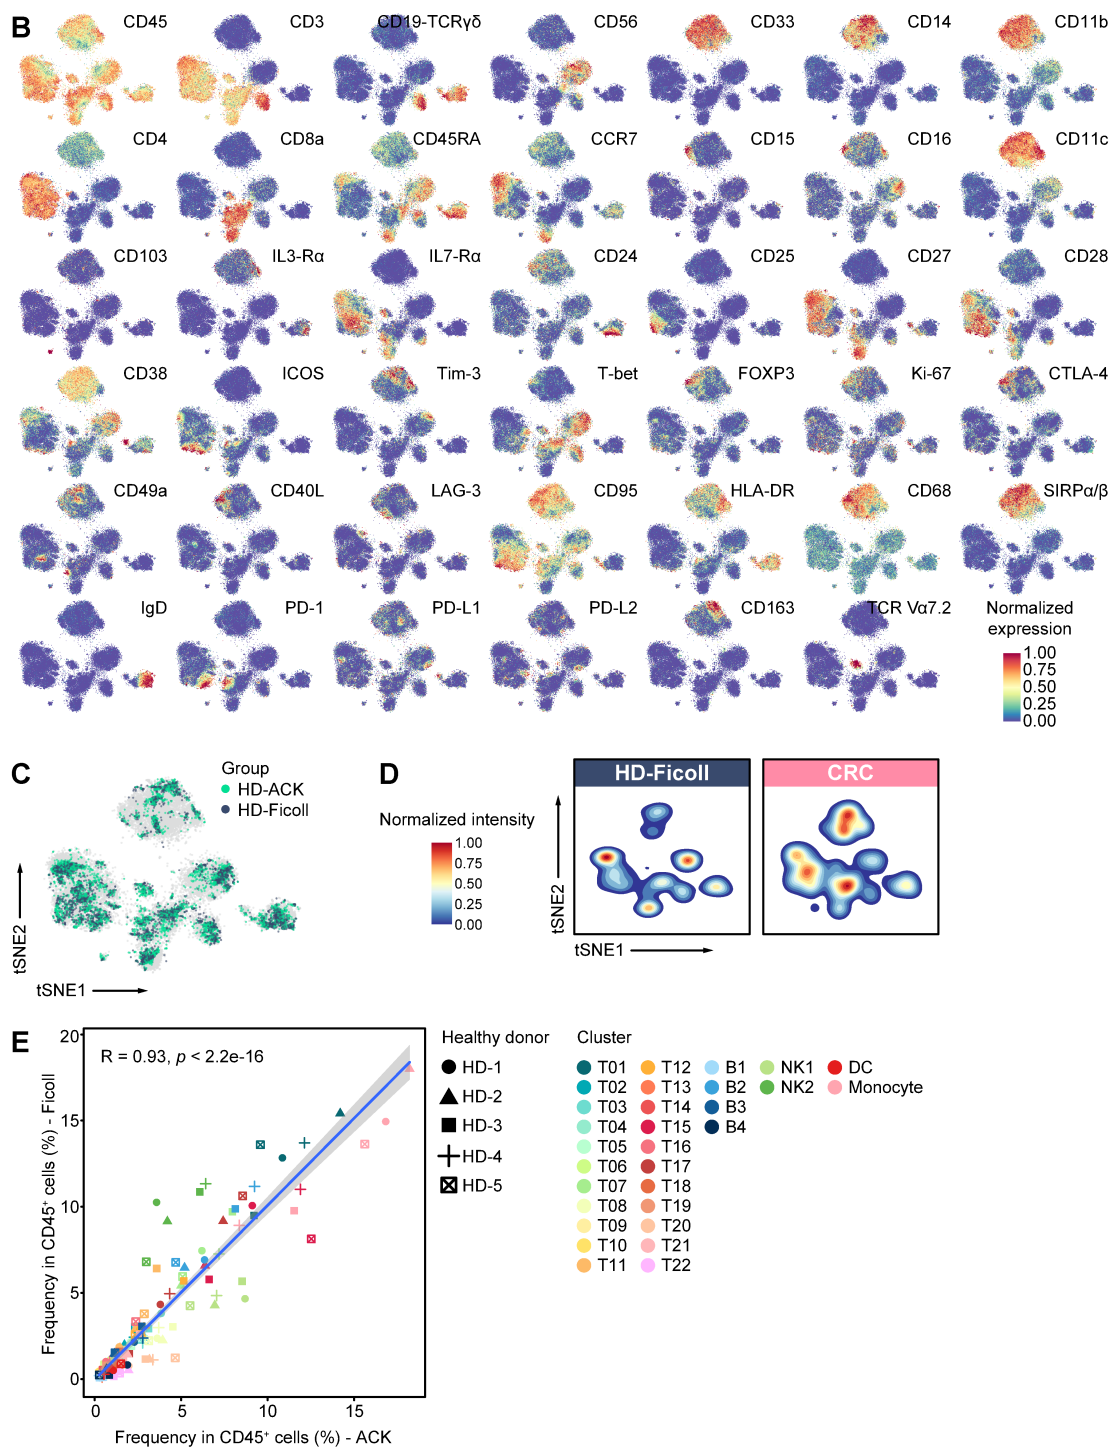 B
CD45 CD3 CD19-TCRγδ CD56 CD33 CD14 CD11b
CD4 CD8a CD45RA CCR7 CD15 CD16 CD11c
CD103 IL3-Rα IL7-Rα CD24 CD25 CD27 CD28
CD38 ICOS Tim-3 T-bet FOXP3 Ki-67 CTLA-4
CD49a CD40L LAG-3 CD95 HLA-DR CD68 SIRPα/β
IgD PD-1 PD-L1 PD-L2 CD163 TCR Vα7.2
Normalized
expression
1.00
0.75
0.50
0.25
0.00
C
Group
HD-ACK
HD-Ficoll
tSNE2
tSNE1
D
Normalized intensity
1.00
0.75
0.50
0.25
0.00
HD-Ficoll CRC
tSNE2
tSNE1
E
R = 0.93, p < 2.2e-16
Frequency in CD45⁺ cells (%) - Ficoll
20
15
10
5
0
0 5 10 15
Frequency in CD45⁺ cells (%) - ACK
Healthy donor
HD-1
HD-2
HD-3
HD-4
HD-5
Cluster
T01 T12 B1 NK1 DC
T02 T13 B2 NK2 Monocyte
T03 T14 B3
T04 T15 B4
T05 T16
T06 T17
T07 T18
T08 T19
T09 T20
T10 T21
T11 T22